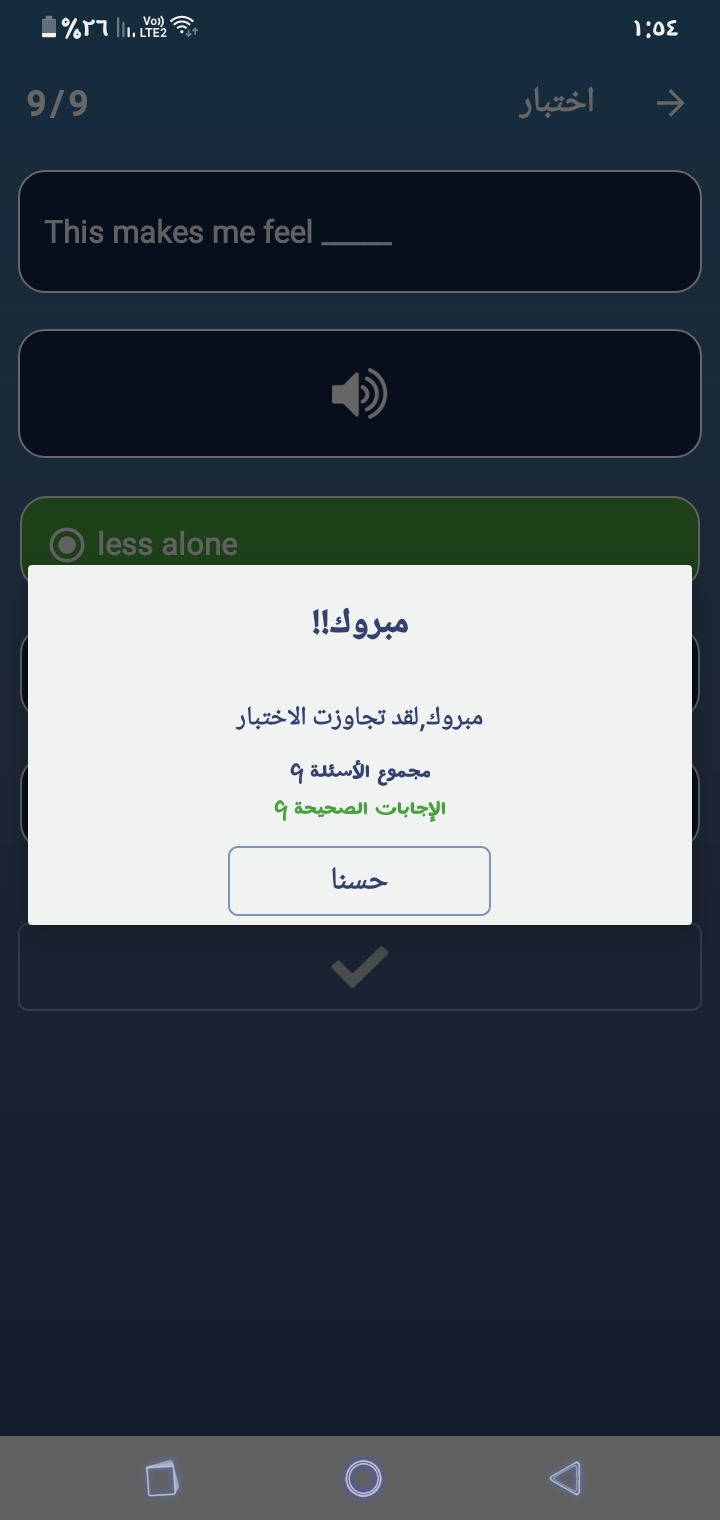 %٢٦ Vo)) LTE2 ١:٥٤
اختبار 9/9
This makes me feel _____
less alone
مبروك!!
مبروك,لقد تجاوزت الاختبار
مجموع الأسئلة ٩
الإجابات الصحيحة ٩
حسنا